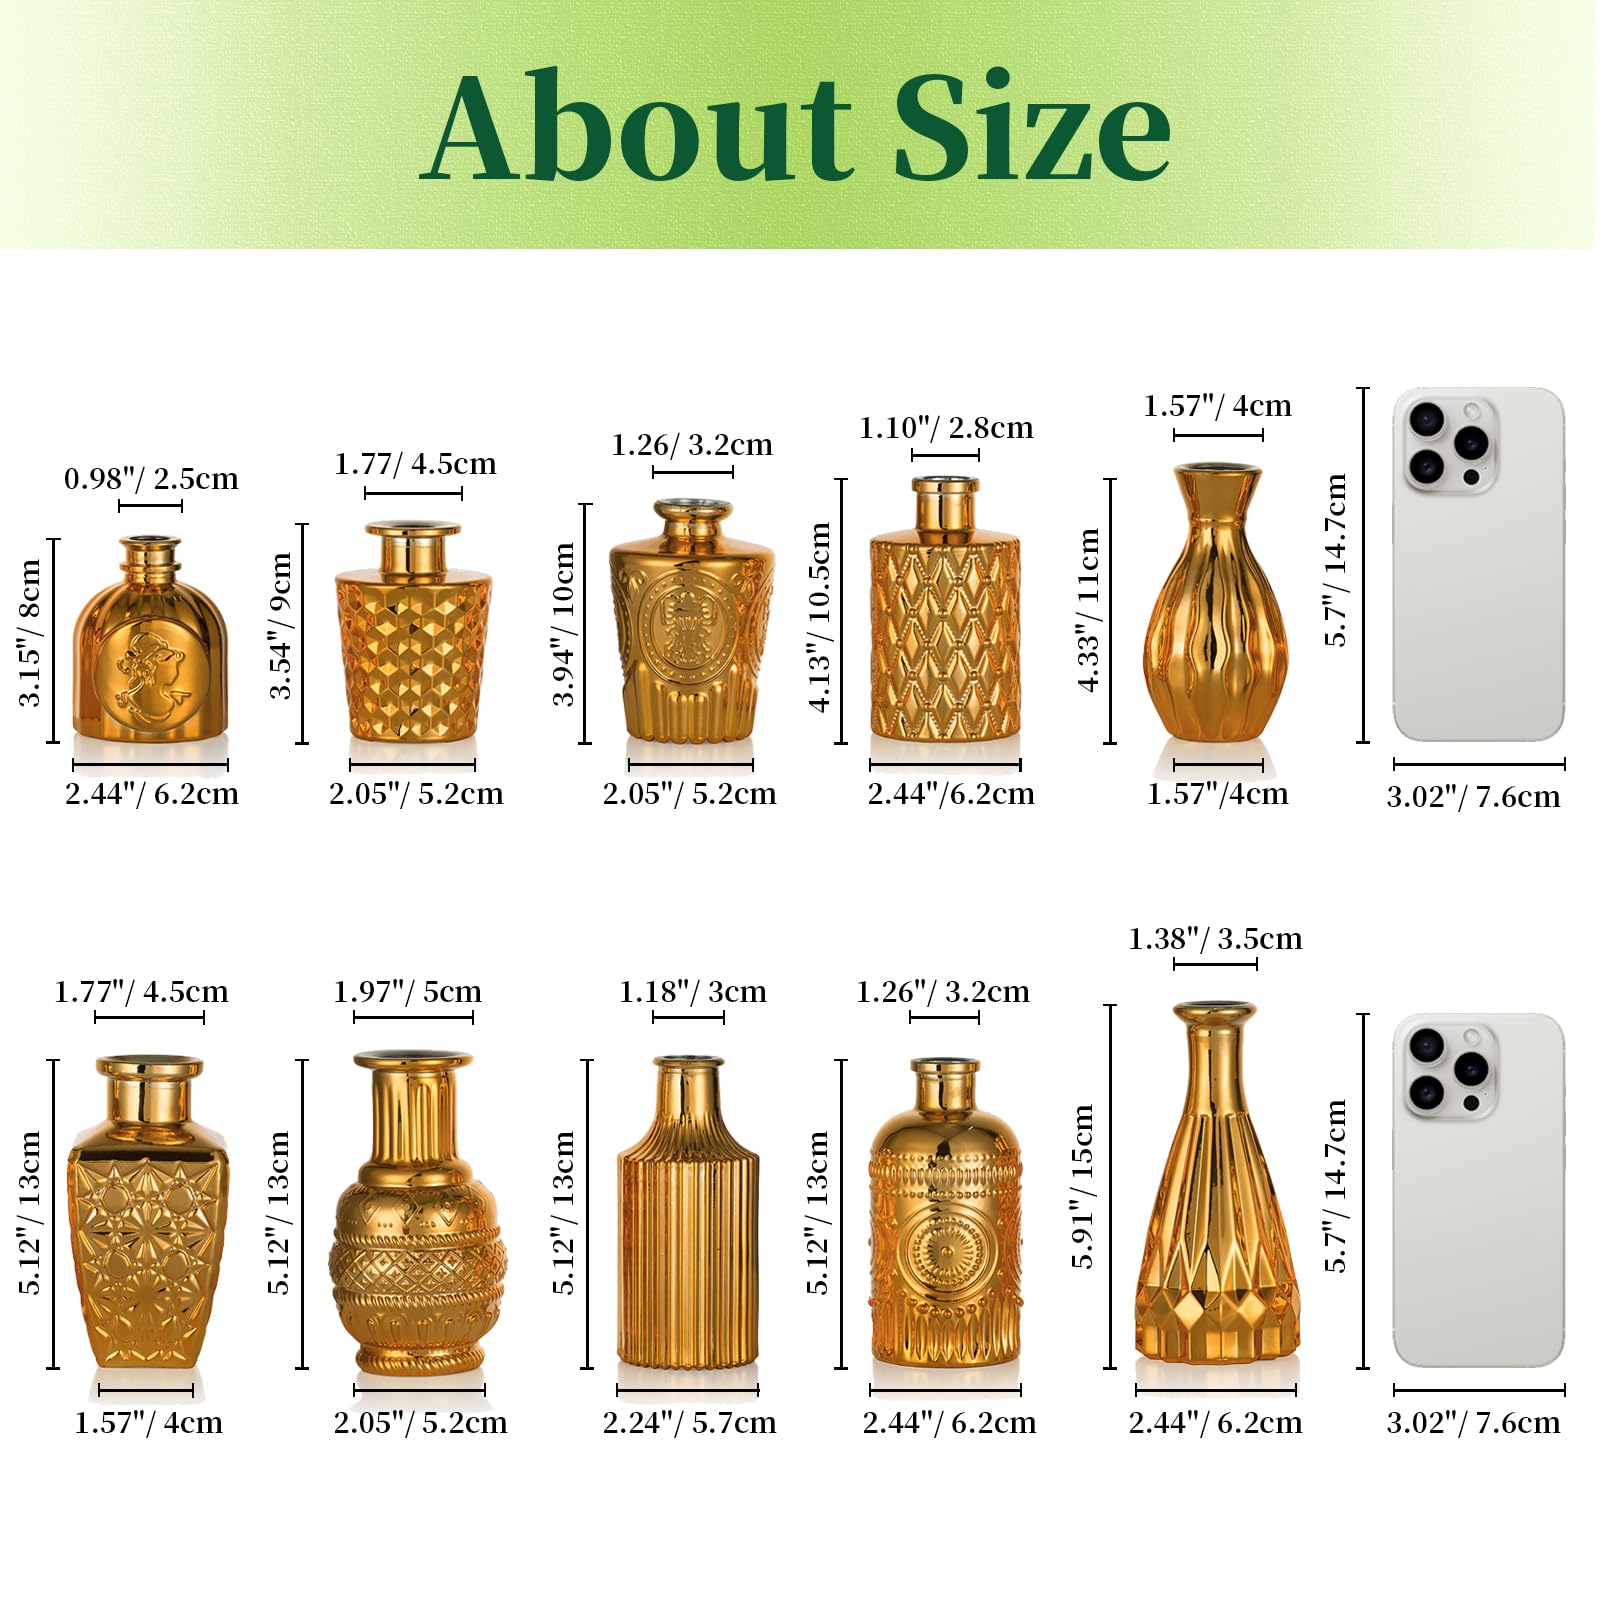 About Size
0.98"/ 2.5cm
1.77/ 4.5cm
1.26/ 3.2cm
1.10"/ 2.8cm
1.57"/ 4cm
3.15"/ 8cm
3.54"/ 9cm
3.94"/ 10cm
4.13"/ 10.5cm
4.33"/ 11cm
5.7"/ 14.7cm
2.44"/ 6.2cm
2.05"/ 5.2cm
2.05"/ 5.2cm
2.44"/6.2cm
1.57"/4cm
3.02"/ 7.6cm
1.77"/ 4.5cm
1.97"/ 5cm
1.18"/ 3cm
1.26"/ 3.2cm
1.38"/ 3.5cm
5.12"/ 13cm
5.12"/ 13cm
5.12"/ 13cm
5.12"/ 13cm
5.91"/ 15cm
5.7"/ 14.7cm
1.57"/ 4cm
2.05"/ 5.2cm
2.24"/ 5.7cm
2.44"/ 6.2cm
2.44"/ 6.2cm
3.02"/ 7.6cm